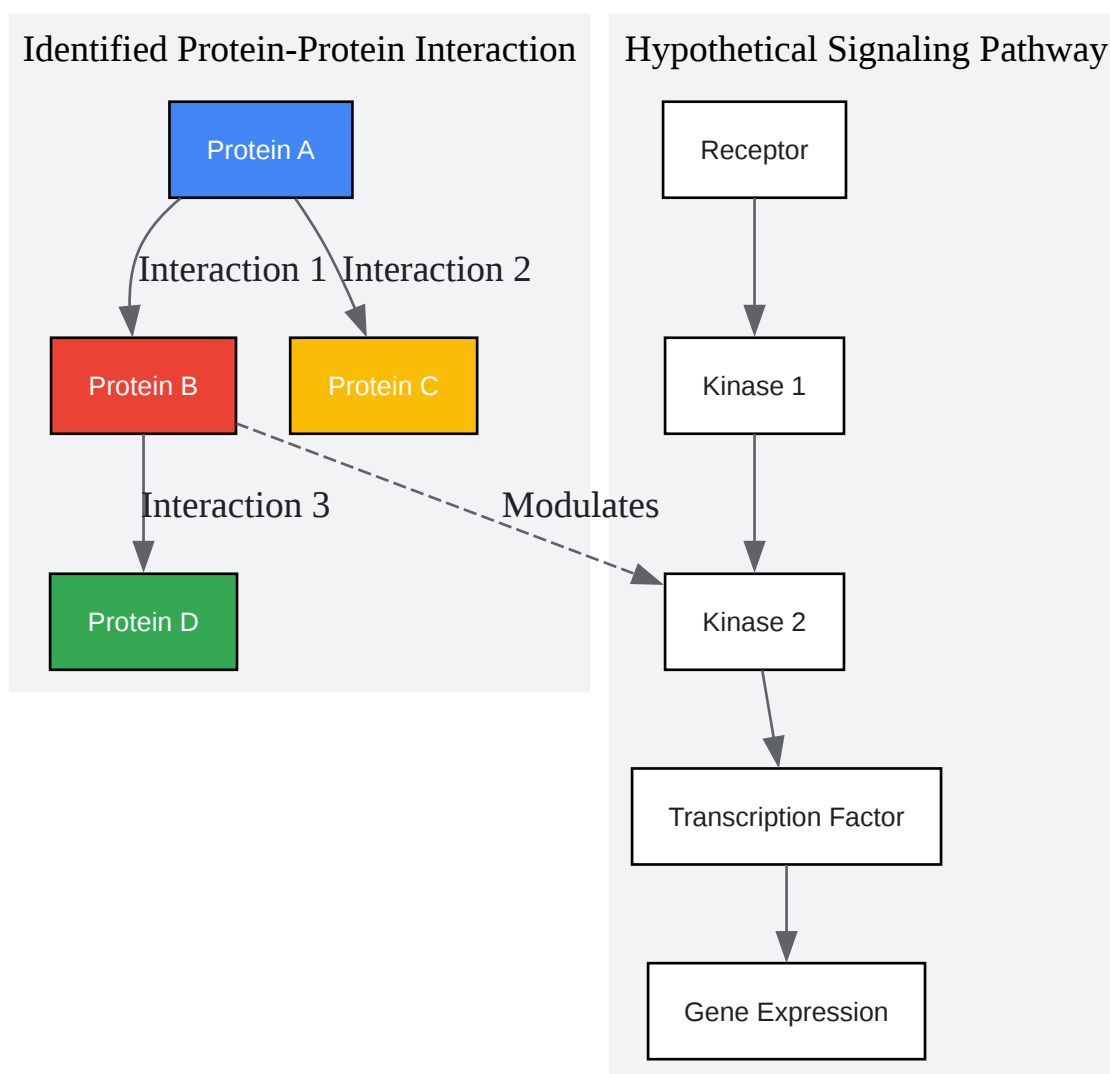 Identified Protein-Protein Interaction
Protein A
Interaction 1
Interaction 2
Protein B
Protein C
Interaction 3
Modulates
Protein D
Hypothetical Signaling Pathway
Receptor
Kinase 1
Kinase 2
Transcription Factor
Gene Expression